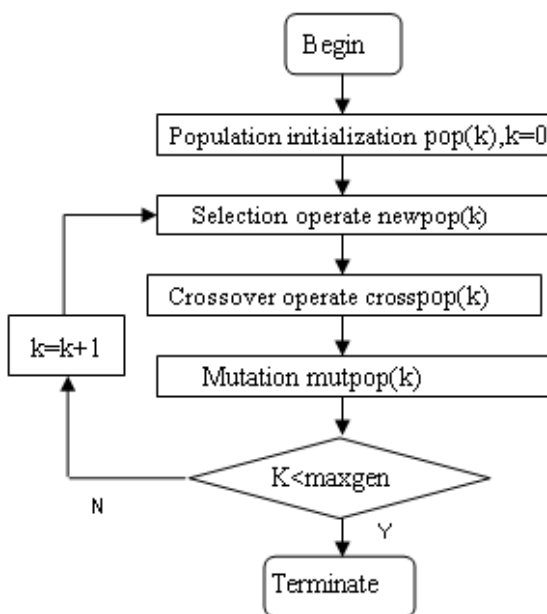 Begin
Population initialization pop(k),k=0
Selection operate newpop(k)
Crossover operate crosspop(k)
k=k+1
Mutation mutpop(k)
K<maxgen
N
Y
Terminate